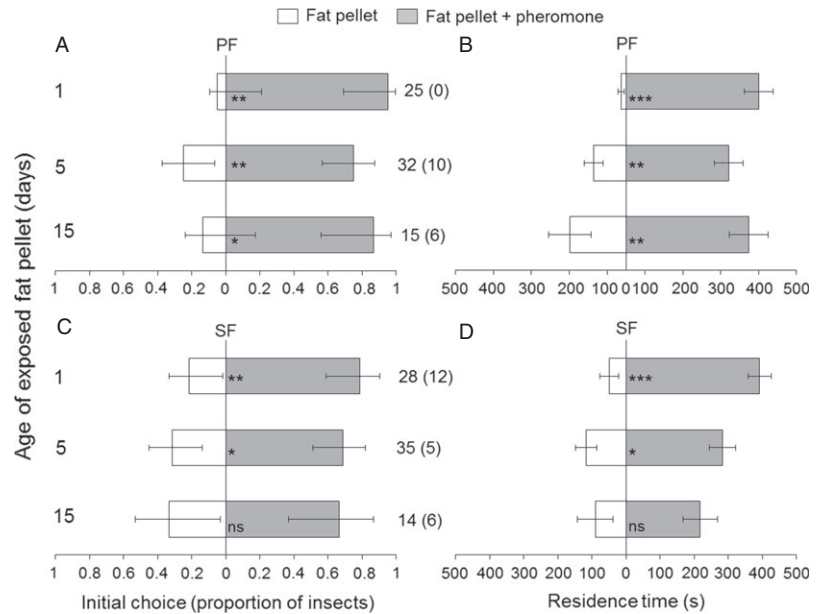 Fat pellet Fat pellet + pheromone
A B
PF PF
1 ** 25 (0) ***
5 ** 32 (10) **
15 * 15 (6) **
1 0.8 0.6 0.4 0.2 0 0.2 0.4 0.6 0.8 1 500 400 300 200 100 0 100 200 300 400 500
C D
SF SF
1 ** 28 (12) ***
5 * 35 (5) *
15 ns 14 (6) ns
1 0.8 0.6 0.4 0.2 0 0.2 0.4 0.6 0.8 1 500 400 300 200 100 0 100 200 300 400 500
Initial choice (proportion of insects) Residence time (s)
Age of exposed fat pellet (days)